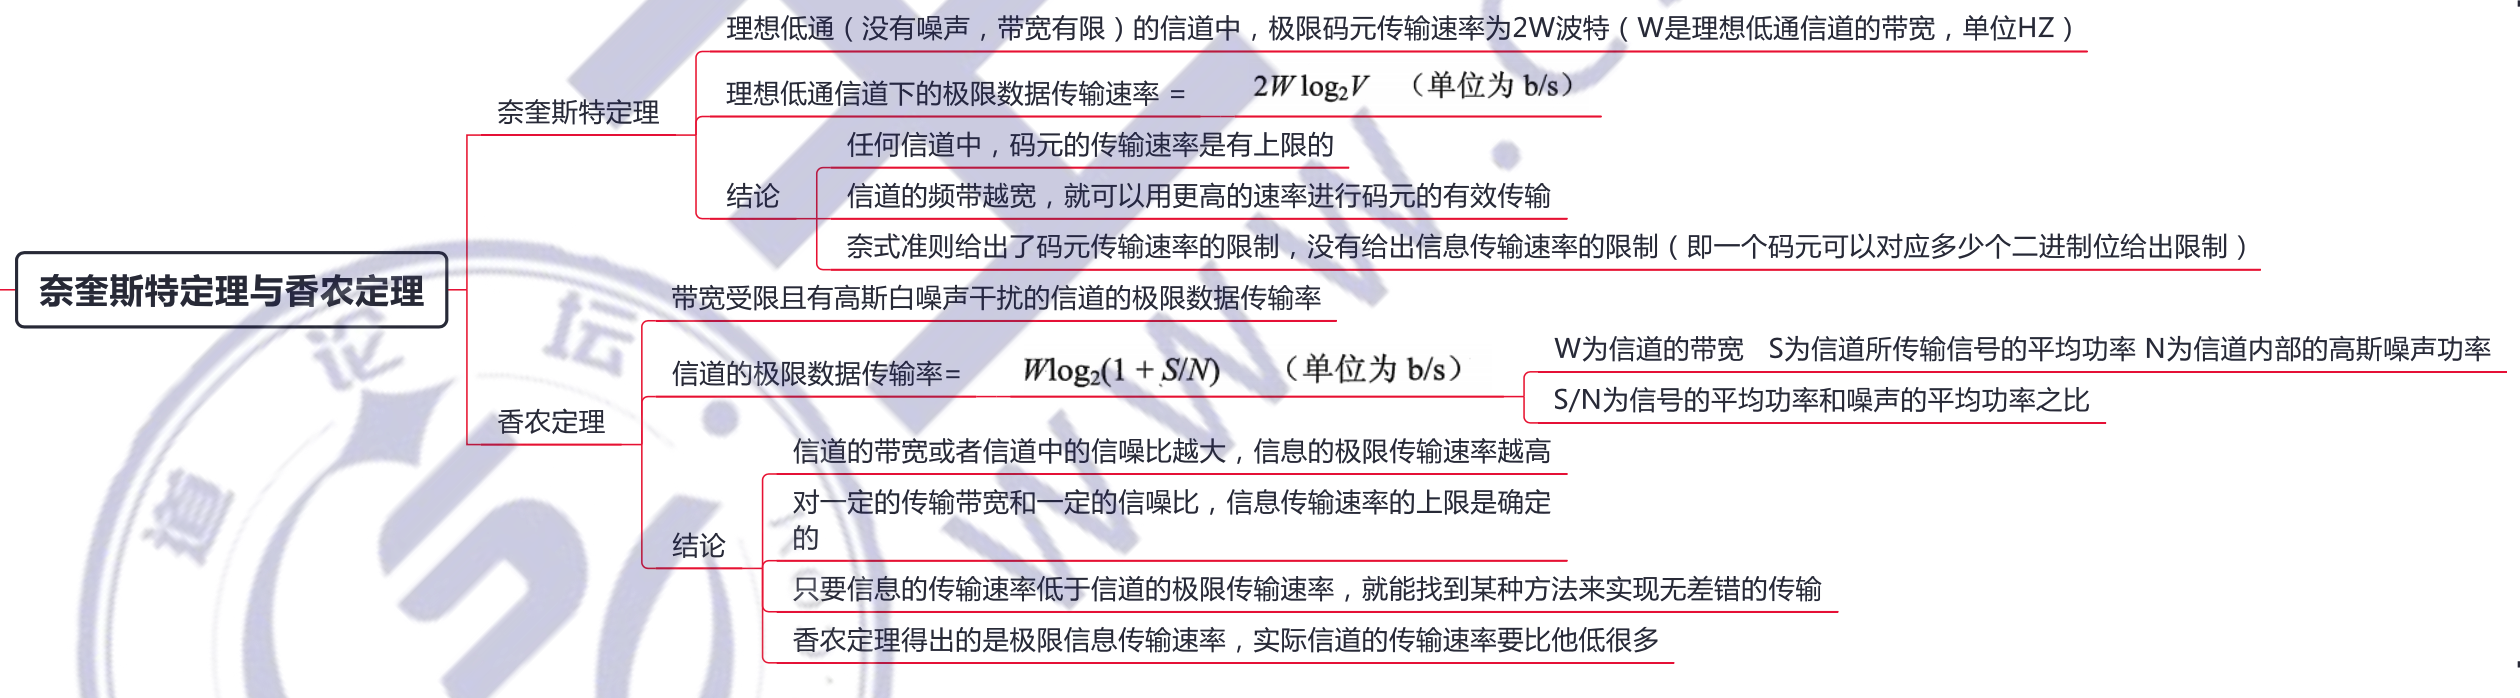 理想低通（没有噪声，带宽有限）的信道中，极限码元传输速率为2W波特（W是理想低通信道的带宽，单位HZ）
理想低通信道下的极限数据传输速率 = 2W log₂V （单位为 b/s）
奈奎斯特定理
任何信道中，码元的传输速率是有上限的
结论
信道的频带越宽，就可以用更高的速率进行码元的有效传输
奈式准则给出了码元传输速率的限制，没有给出信息传输速率的限制（即一个码元可以对应多少个二进制位给出限制）
奈奎斯特定理与香农定理
带宽受限且有高斯白噪声干扰的信道的极限数据传输率
信道的极限数据传输率= Wlog₂(1 + S/N) （单位为 b/s）
W为信道的带宽 S为信道所传输信号的平均功率 N为信道内部的高斯噪声功率
S/N为信号的平均功率和噪声的平均功率之比
香农定理
信道的带宽或者信道中的信噪比越大，信息的极限传输速率越高
对一定的传输带宽和一定的信噪比，信息传输速率的上限是确定
的
结论
只要信息的传输速率低于信道的极限传输速率，就能找到某种方法来实现无差错的传输
香农定理得出的是极限信息传输速率，实际信道的传输速率要比他低很多
道 论 坛
www.c